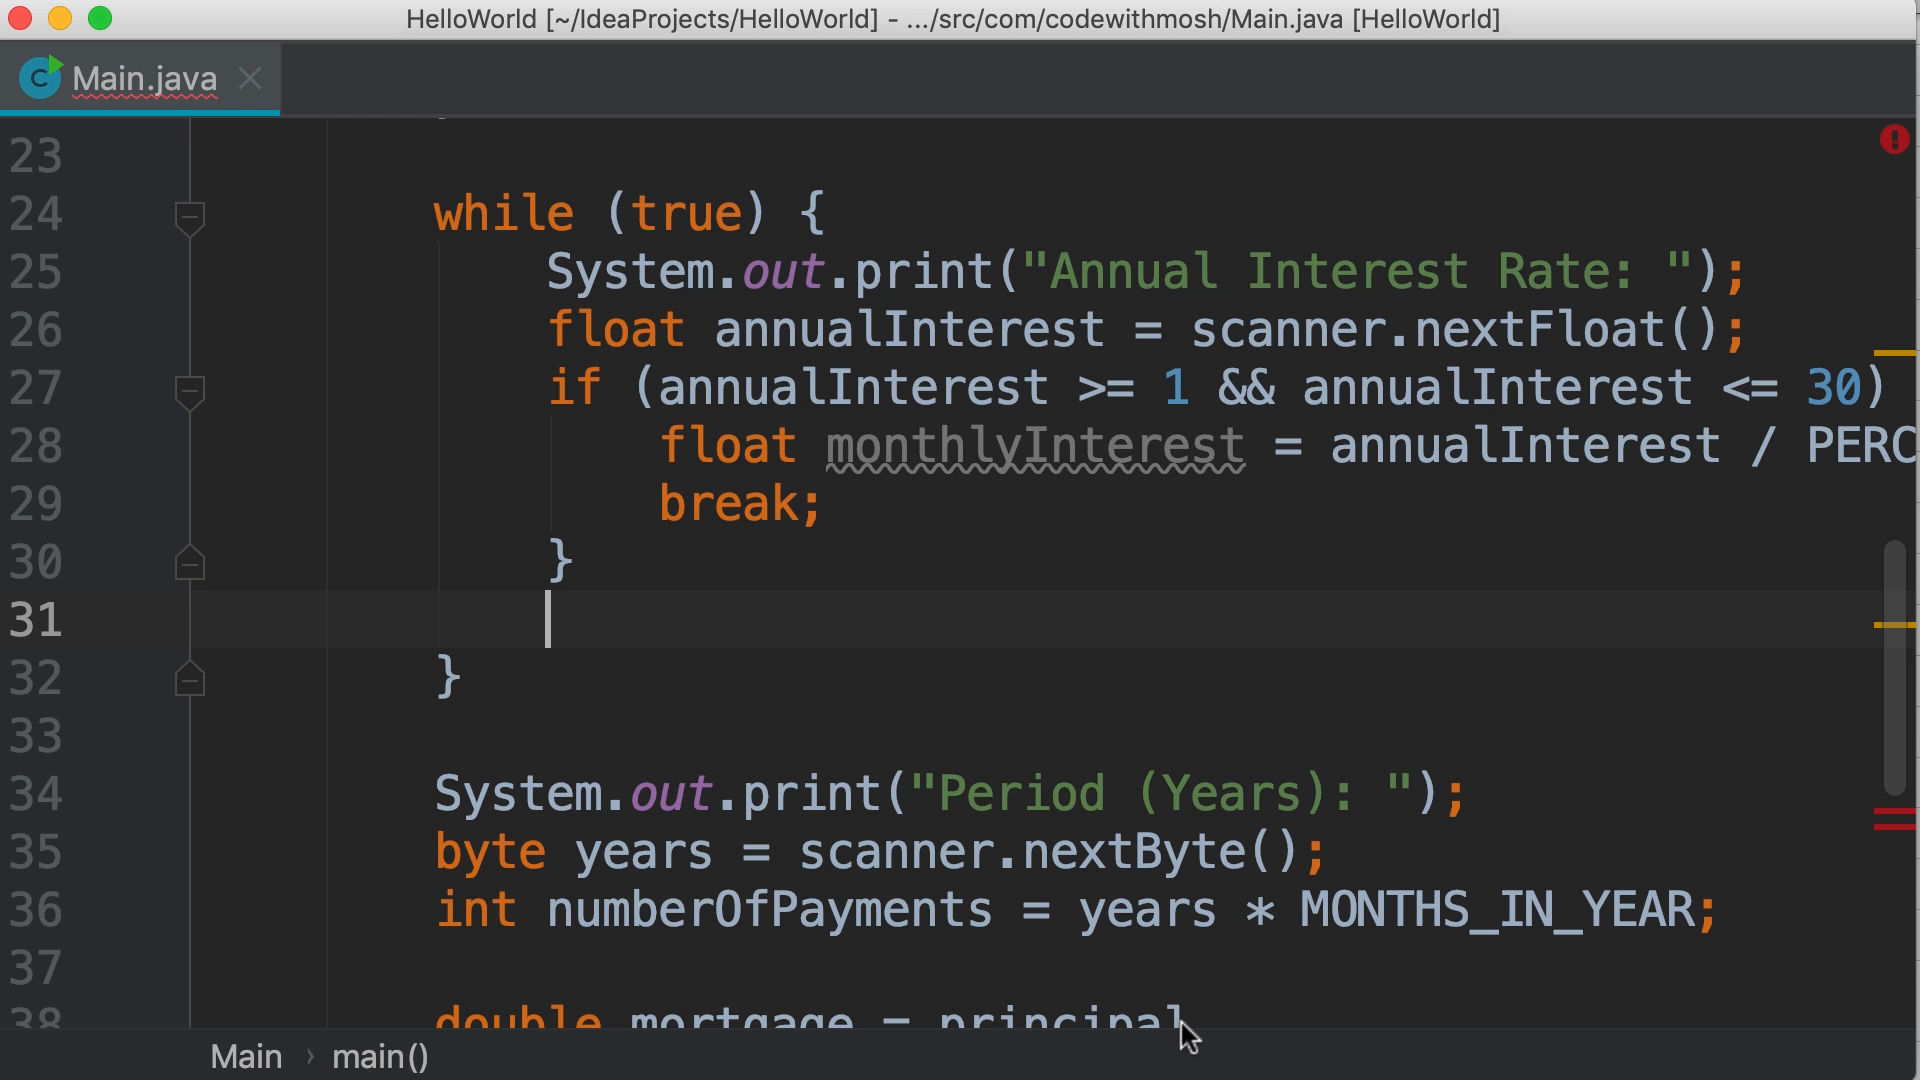 HelloWorld [~/IdeaProjects/HelloWorld] - .../src/com/codewithmosh/Main.java [HelloWorld]
C Main.java
23
24 while (true) {
25 System.out.print("Annual Interest Rate: ");
26 float annualInterest = scanner.nextFloat();
27 if (annualInterest >= 1 && annualInterest <= 30)
28 float monthlyInterest = annualInterest / PERC
29 break;
30 }
31
32 }
33
34 System.out.print("Period (Years): ");
35 byte years = scanner.nextByte();
36 int numberOfPayments = years * MONTHS_IN_YEAR;
37
38 double mortgage = principal
Main › main()